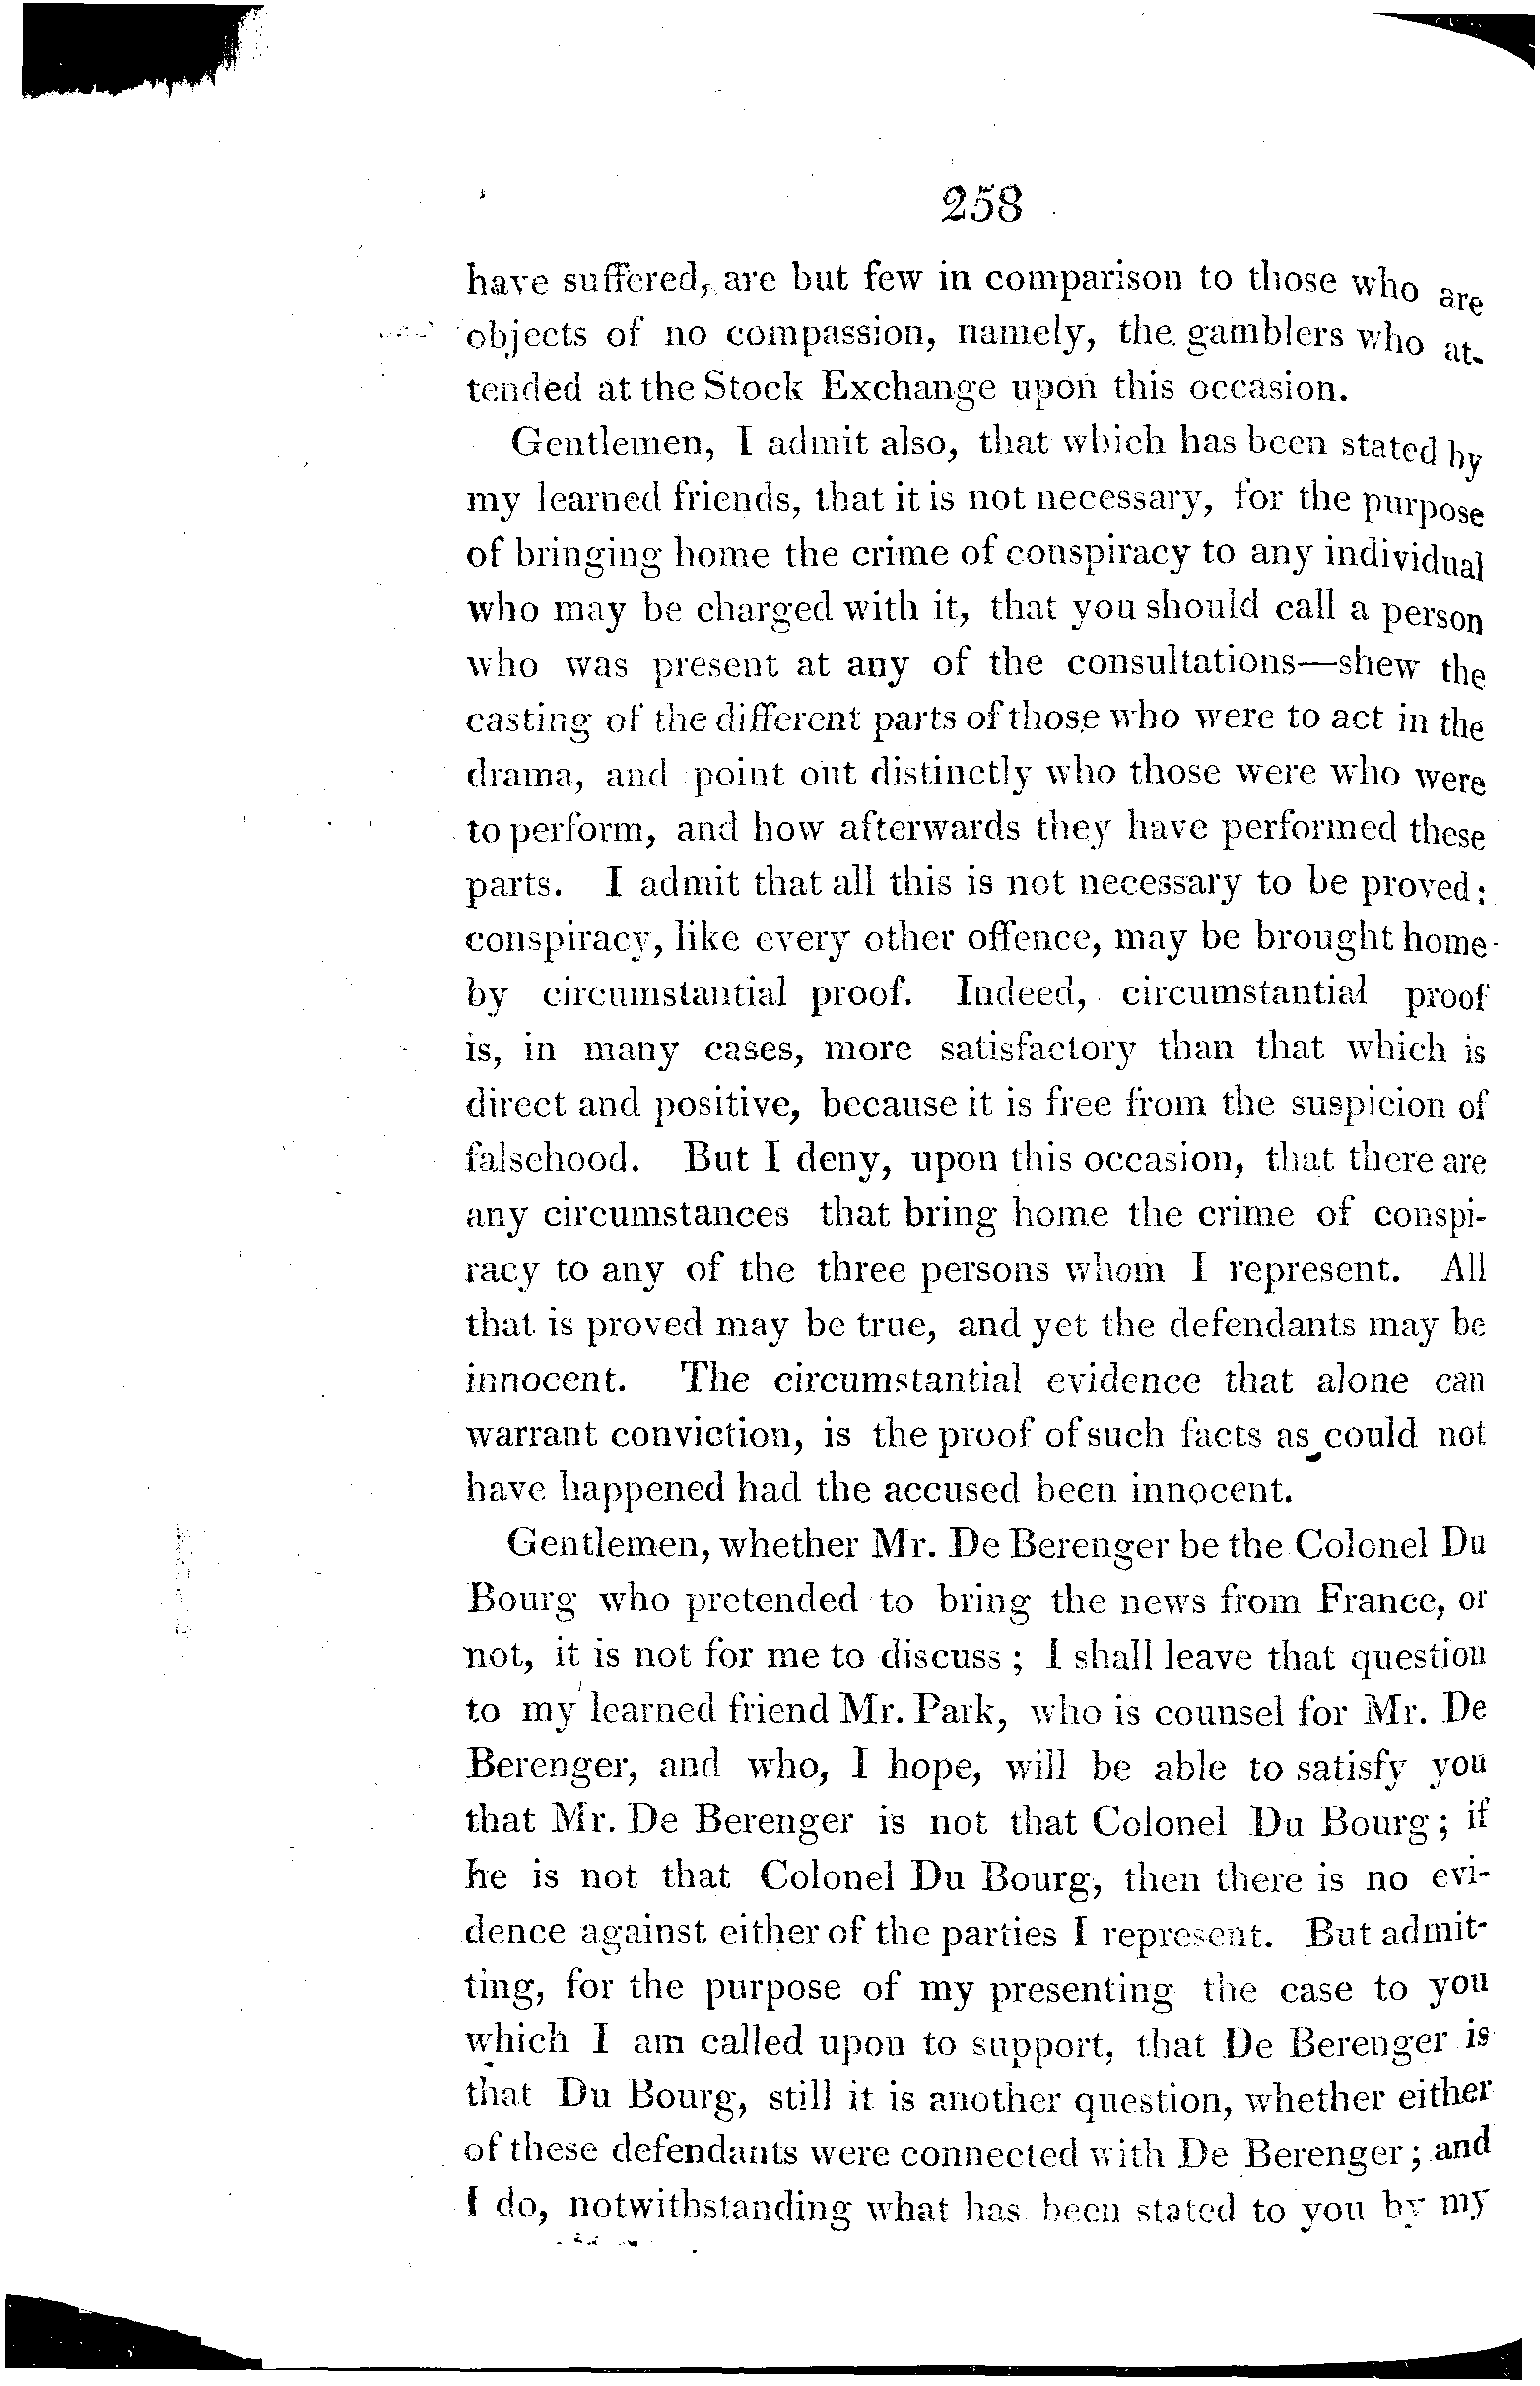 258
have suffered, are but few in comparison to those who are
objects of no compassion, namely, the gamblers who at-
tended at the Stock Exchange upon this occasion.
Gentlemen, I admit also, that which has been stated by
my learned friends, that it is not necessary, for the purpose
of bringing home the crime of conspiracy to any individual
who may be charged with it, that you should call a person
who was present at any of the consultations—shew the
casting of the different parts of those who were to act in the
drama, and point out distinctly who those were who were
to perform, and how afterwards they have performed these
parts. I admit that all this is not necessary to be proved;
conspiracy, like every other offence, may be brought home
by circumstantial proof. Indeed, circumstantial proof
is, in many cases, more satisfactory than that which is
direct and positive, because it is free from the suspicion of
falsehood. But I deny, upon this occasion, that there are
any circumstances that bring home the crime of conspi-
racy to any of the three persons whom I represent. All
that is proved may be true, and yet the defendants may be
innocent. The circumstantial evidence that alone can
warrant conviction, is the proof of such facts as could not
have happened had the accused been innocent.
Gentlemen, whether Mr. De Berenger be the Colonel Du
Bourg who pretended to bring the news from France, or
not, it is not for me to discuss; I shall leave that question
to my learned friend Mr. Park, who is counsel for Mr. De
Berenger, and who, I hope, will be able to satisfy you
that Mr. De Berenger is not that Colonel Du Bourg; if
he is not that Colonel Du Bourg, then there is no evi-
dence against either of the parties I represent. But admit-
ting, for the purpose of my presenting the case to you
which I am called upon to support, that De Berenger is
that Du Bourg, still it is another question, whether either
of these defendants were connected with De Berenger; and
I do, notwithstanding what has been stated to you by my